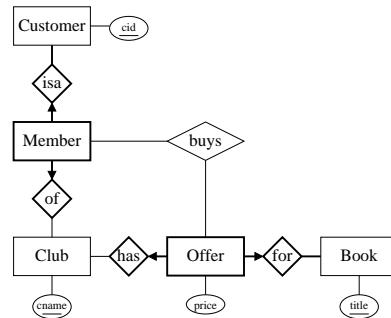 Customer
cid
isa
Member
buys
of
Club
has
Offer
for
Book
cname
price
title